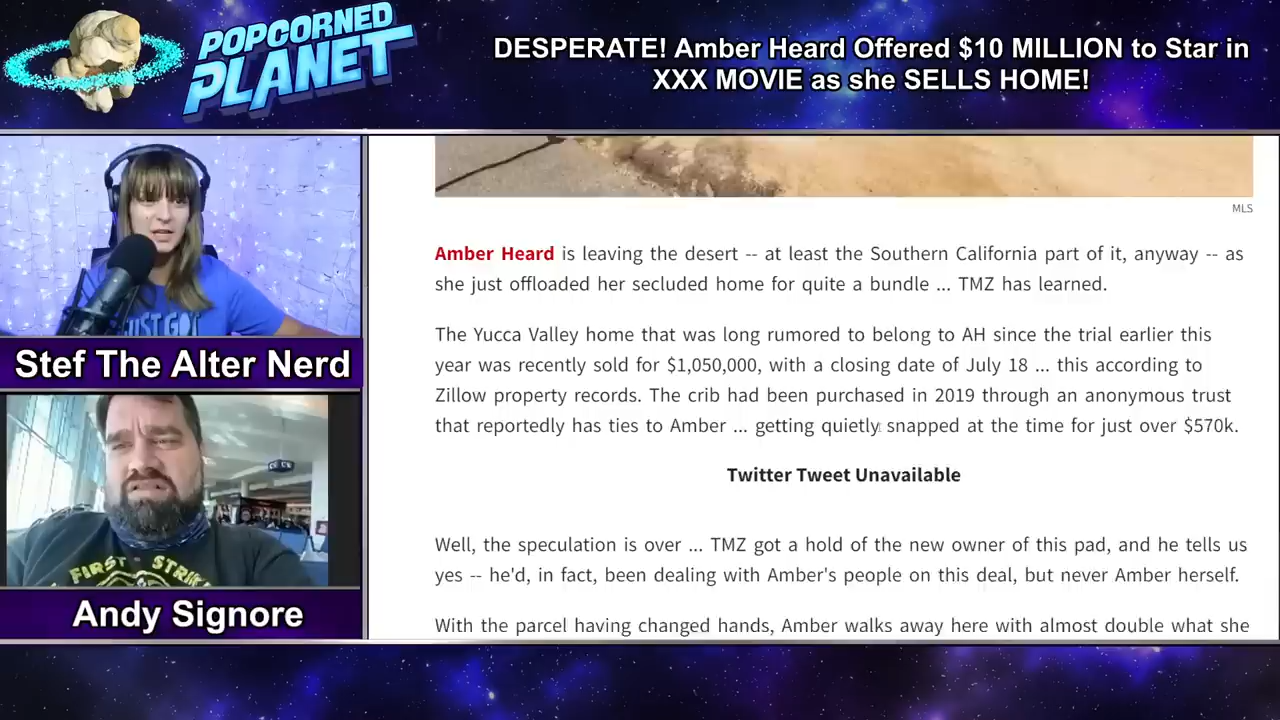 POPCORNED
PLANET
DESPERATE! Amber Heard Offered $10 MILLION to Star in
XXX MOVIE as she SELLS HOME!
MLS
Amber Heard is leaving the desert -- at least the Southern California part of it, anyway -- as
she just offloaded her secluded home for quite a bundle ... TMZ has learned.
The Yucca Valley home that was long rumored to belong to AH since the trial earlier this
year was recently sold for $1,050,000, with a closing date of July 18 ... this according to
Zillow property records. The crib had been purchased in 2019 through an anonymous trust
that reportedly has ties to Amber ... getting quietly snapped at the time for just over $570k.
Twitter Tweet Unavailable
Well, the speculation is over ... TMZ got a hold of the new owner of this pad, and he tells us
yes -- he'd, in fact, been dealing with Amber's people on this deal, but never Amber herself.
With the parcel having changed hands, Amber walks away here with almost double what she
JUST GOT
Stef The Alter Nerd
FIRST STRIKE
Andy Signore